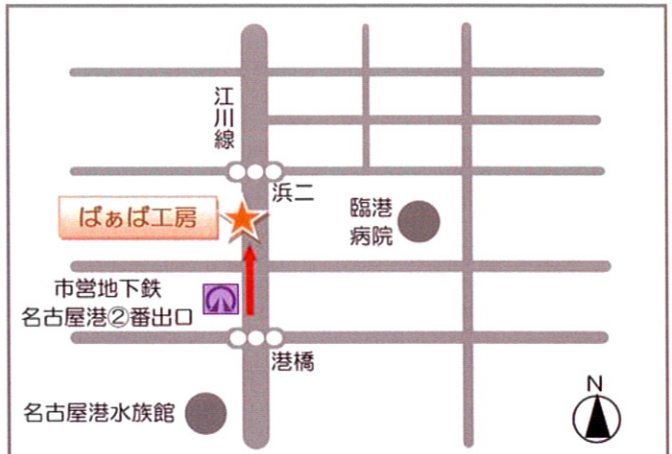 江川線
浜二
ばぁば工房
臨港
病院
市営地下鉄
名古屋港②番出口
港橋
名古屋港水族館
N